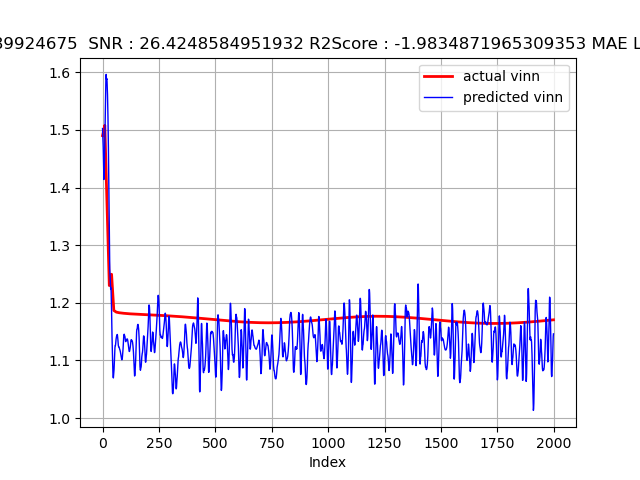 39924675 SNR : 26.4248584951932 R2Score : -1.9834871965309353 MAE L
actual vinn
predicted vinn
1.6
1.5
1.4
1.3
1.2
1.1
1.0
0 250 500 750 1000 1250 1500 1750 2000
Index